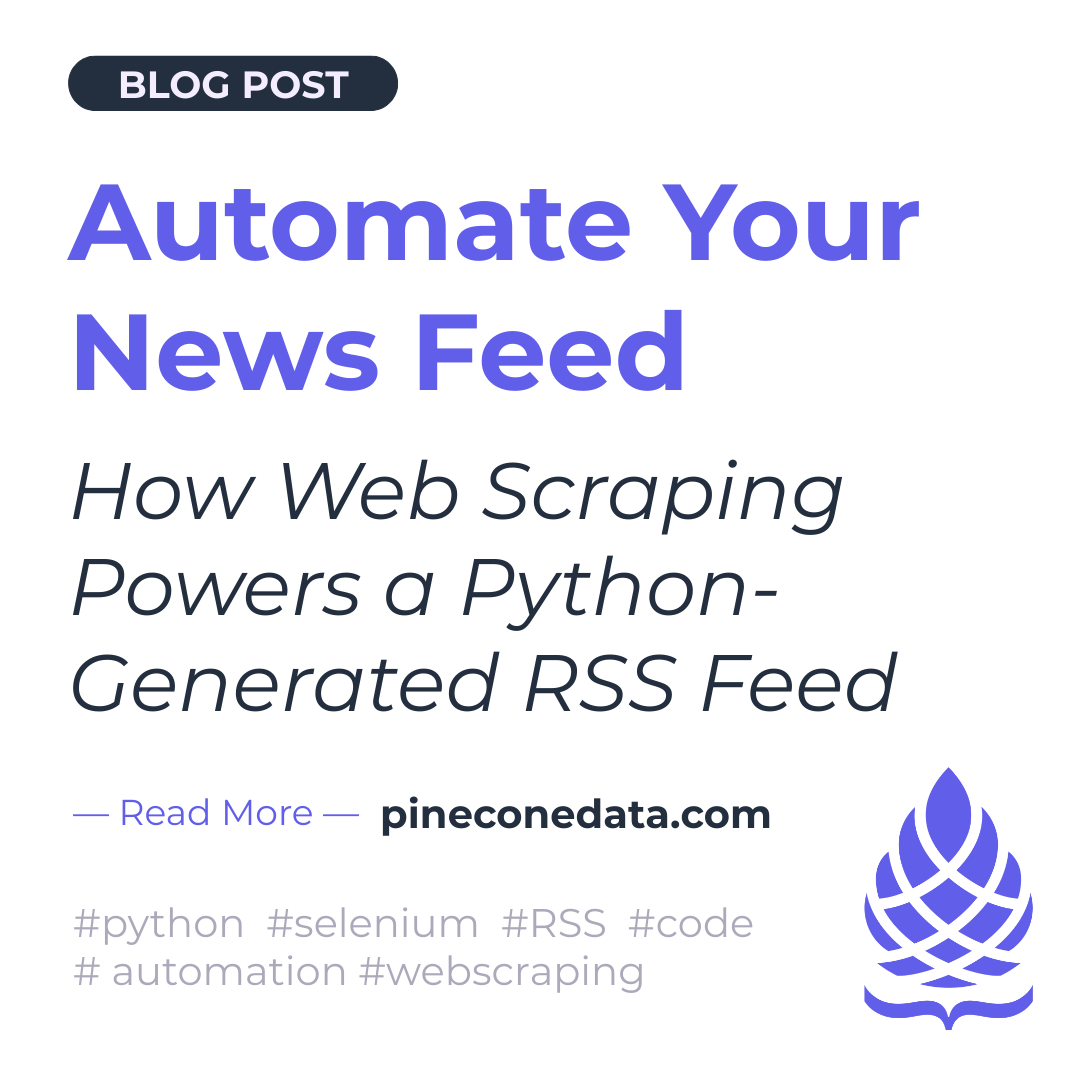 BLOG POST
Automate Your
News Feed
How Web Scraping
Powers a Python-
Generated RSS Feed
— Read More — pineconedata.com
#python #selenium #RSS #code
# automation #webscraping